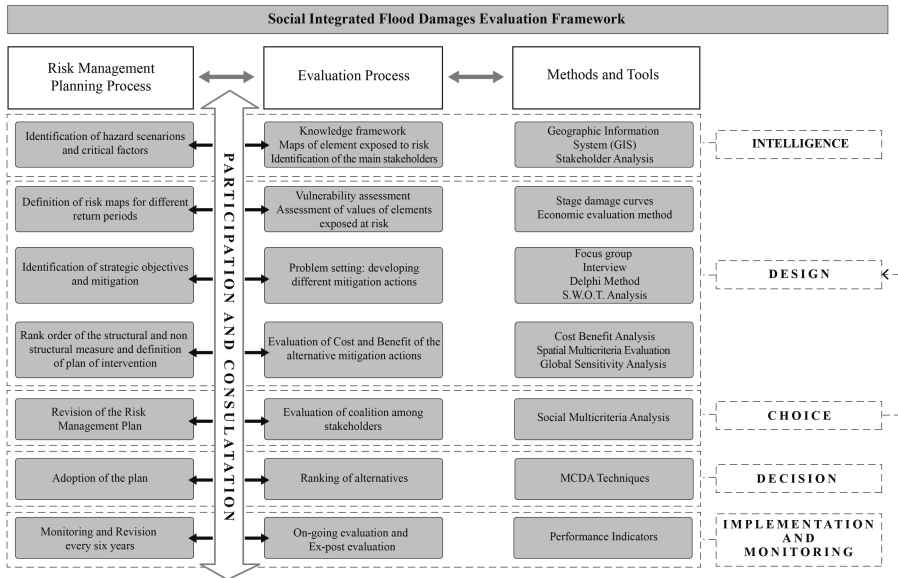 Social Integrated Flood Damages Evaluation Framework
Risk Management
Planning Process
Evaluation Process
Methods and Tools
PARTICIPATION AND CONSULATATION
Identification of hazard scenarions
and critical factors
Knowledge framework
Maps of element exposed to risk
Identification of the main stakeholders
Geographic Information
System (GIS)
Stakeholder Analysis
INTELLIGENCE
Definition of risk maps for different
return periods
Vulnerability assessment
Assessment of values of elements
exposed at risk
Stage damage curves
Economic evaluation method
Identification of strategic objectives
and mitigation
Problem setting: developing
different mitigation actions
Focus group
Interview
Delphi Method
S.W.O.T. Analysis
DESIGN
Rank order of the structural and non
structural measure and definition
of plan of intervention
Evaluation of Cost and Benefit of the
alternative mitigation actions
Cost Benefit Analysis
Spatial Multicriteria Evaluation
Global Sensitivity Analysis
Revision of the Risk
Management Plan
Evaluation of coalition among
stakeholders
Social Multicriteria Analysis
CHOICE
Adoption of the plan
Ranking of alternatives
MCDA Techniques
DECISION
Monitoring and Revision
every six years
On-going evaluation and
Ex-post evaluation
Performance Indicators
IMPLEMENTATION
AND
MONITORING